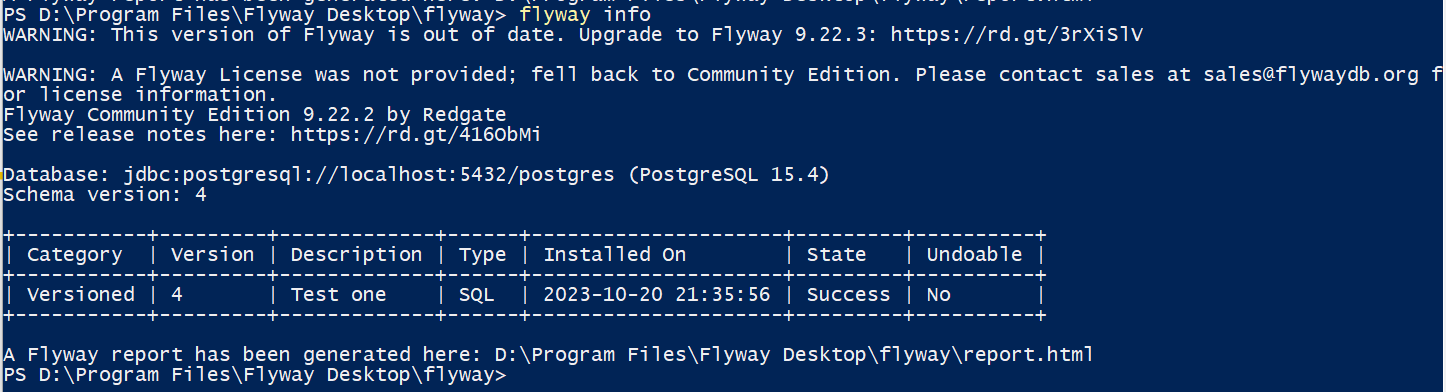 PS D:\Program Files\Flyway Desktop\flyway> flyway info
WARNING: This version of Flyway is out of date. Upgrade to Flyway 9.22.3: https://rd.gt/3rXiSlV
WARNING: A Flyway License was not provided; fell back to Community Edition. Please contact sales at sales@flywaydb.org f
or license information.
Flyway Community Edition 9.22.2 by Redgate
See release notes here: https://rd.gt/416ObMi
Database: jdbc:postgresql://localhost:5432/postgres (PostgreSQL 15.4)
Schema version: 4
+-----------+---------+-------------+------+---------------------+---------+----------+
| Category  | Version | Description | Type | Installed On        | State   | Undoable |
+-----------+---------+-------------+------+---------------------+---------+----------+
| Versioned | 4       | Test one    | SQL  | 2023-10-20 21:35:56 | Success | No       |
+-----------+---------+-------------+------+---------------------+---------+----------+
A Flyway report has been generated here: D:\Program Files\Flyway Desktop\flyway\report.html
PS D:\Program Files\Flyway Desktop\flyway>